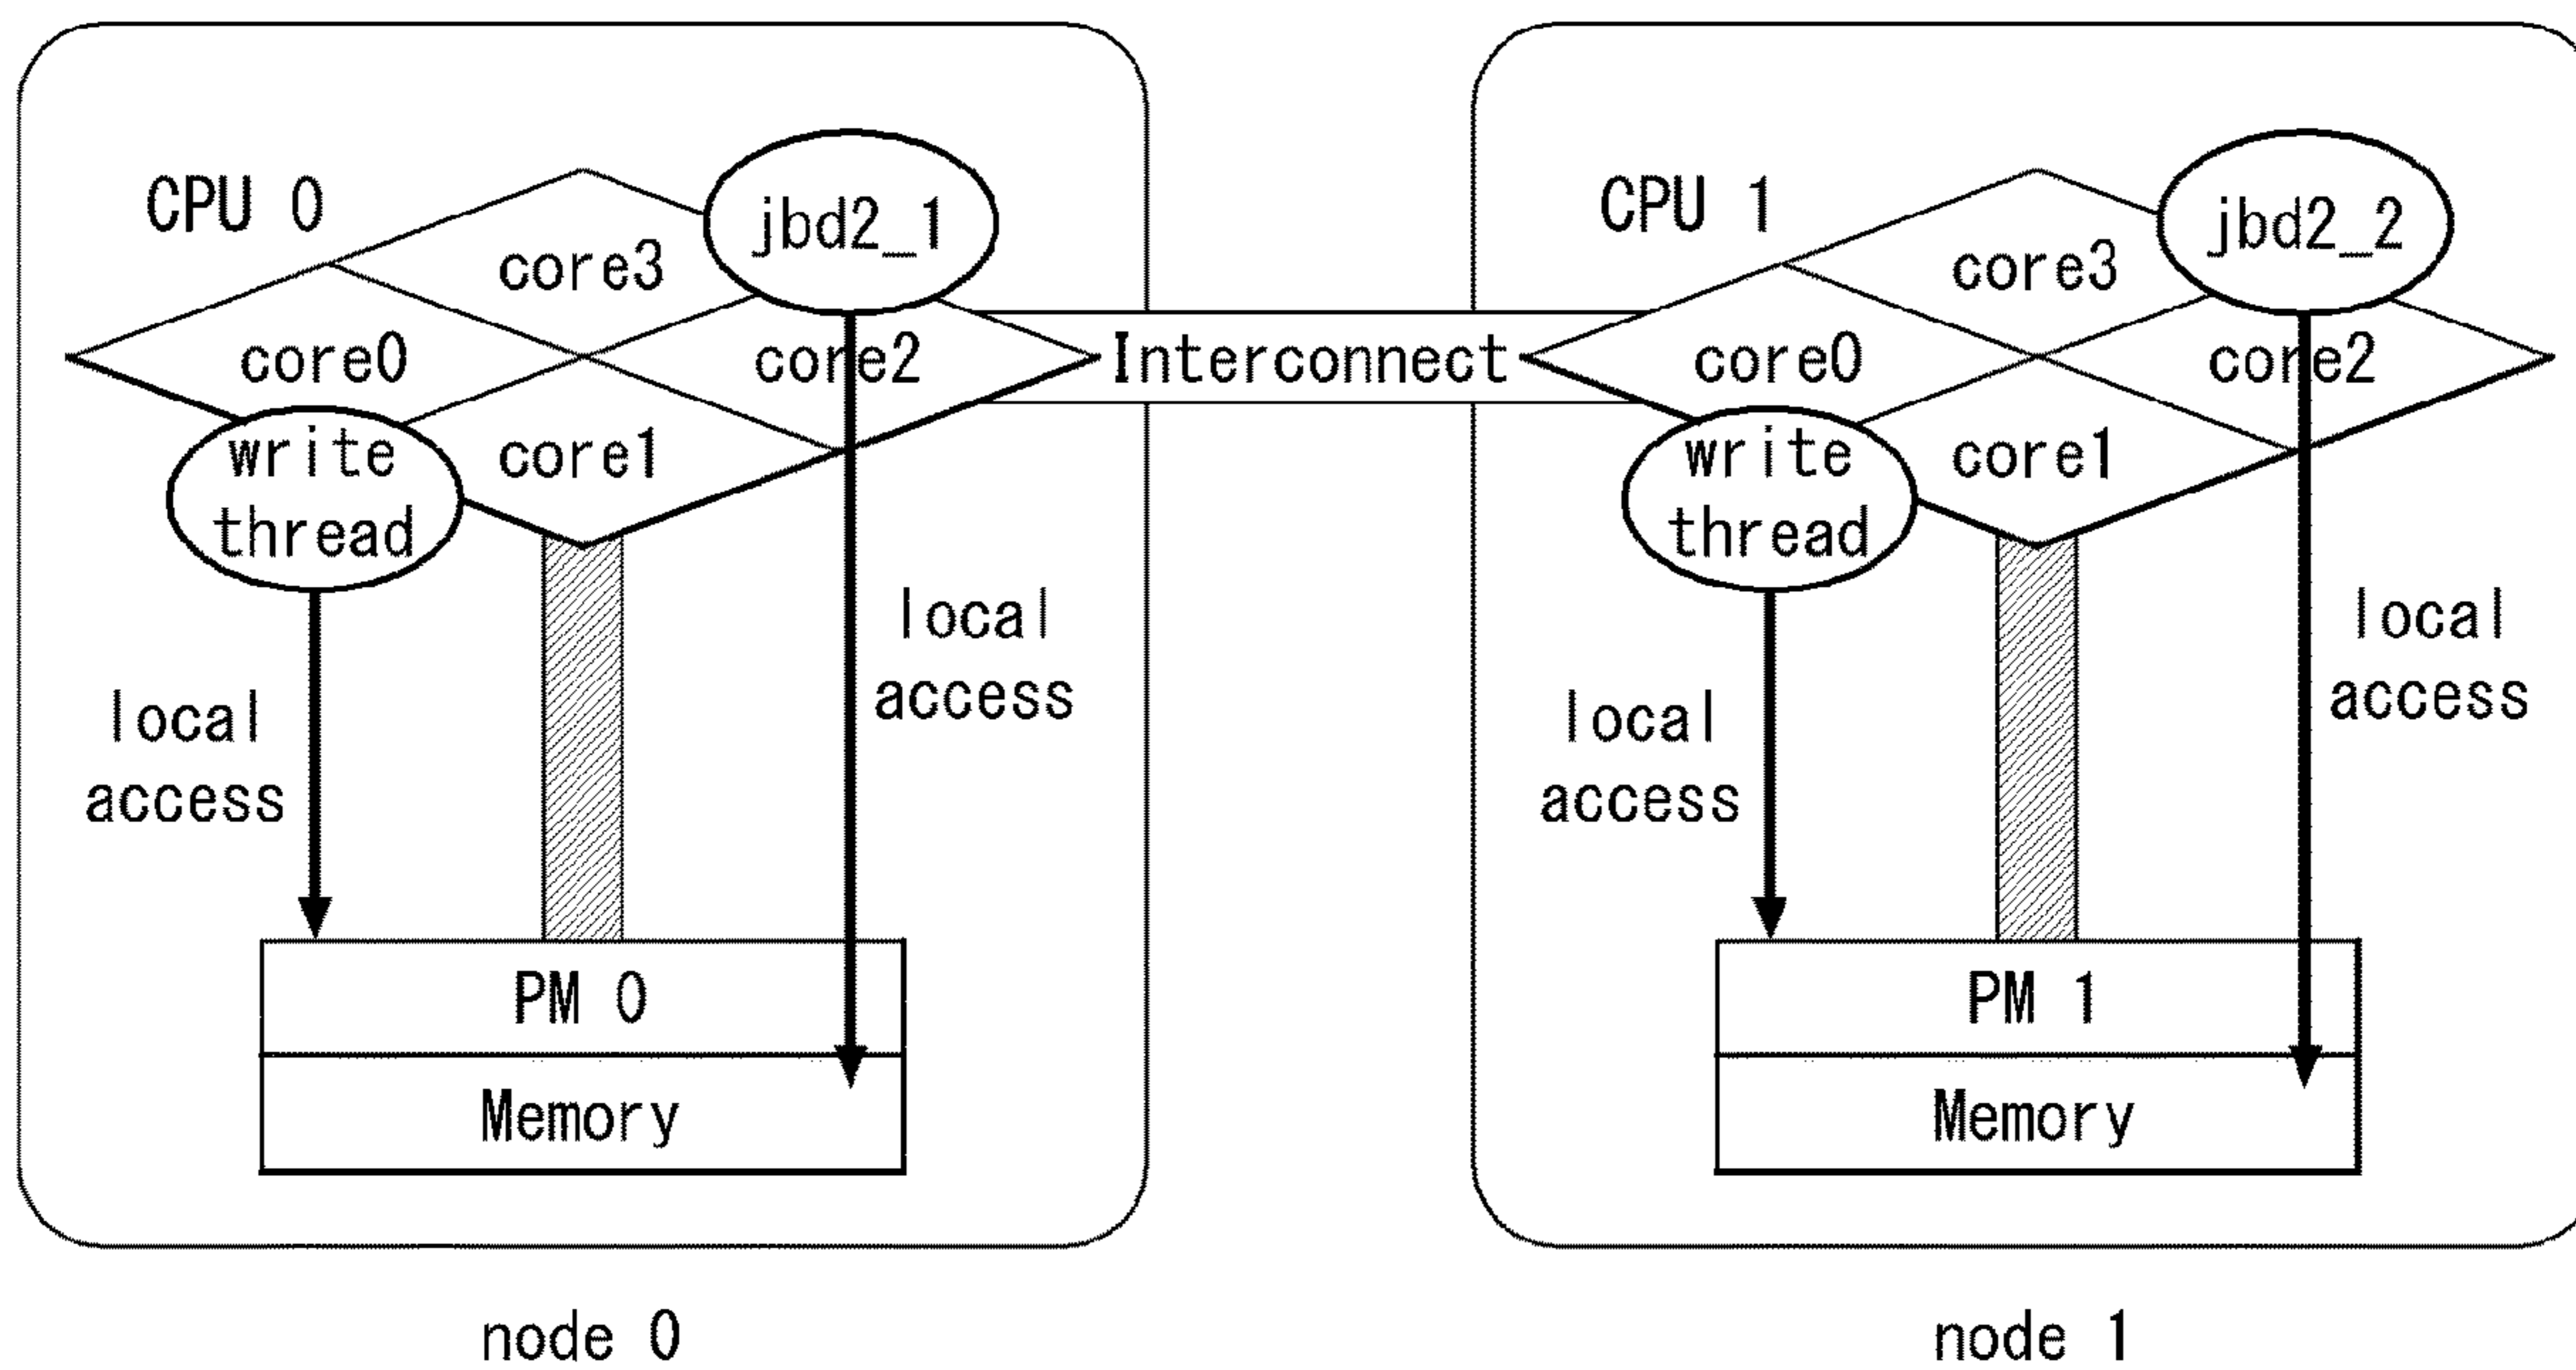 CPU 0
jbd2_1
core3
core0
core2
core1
write
thread
local
access
local
access
PM 0
Memory
node 0
Interconnect
CPU 1
jbd2_2
core3
core0
core2
core1
write
thread
local
access
local
access
PM 1
Memory
node 1